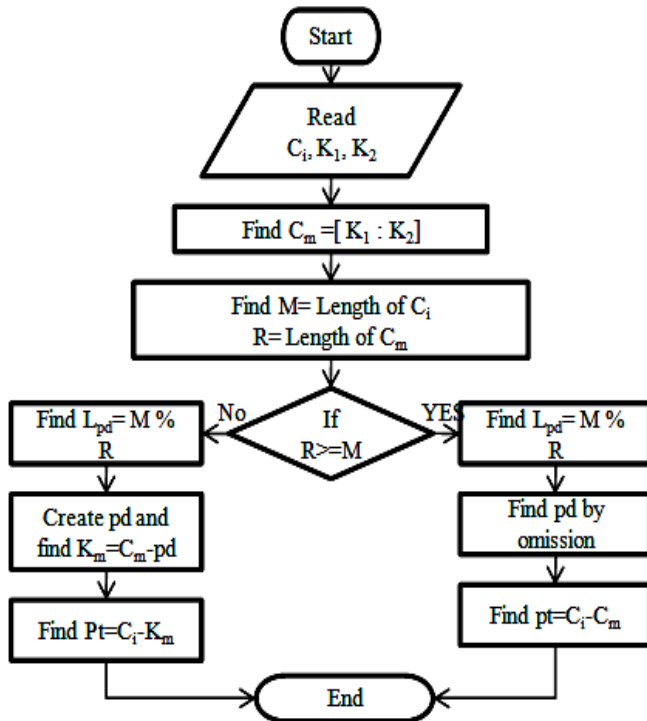 Start
Read
Cᵢ, K₁, K₂
Find Cₘ =[ K₁ : K₂]
Find M= Length of Cᵢ
R= Length of Cₘ
No
If
R>=M
YES
Find L_pd= M %
R
Find L_pd= M %
R
Create pd and
find Kₘ=Cₘ-pd
Find pd by
omission
Find Pt=Cᵢ-Kₘ
Find pt=Cᵢ-Cₘ
End